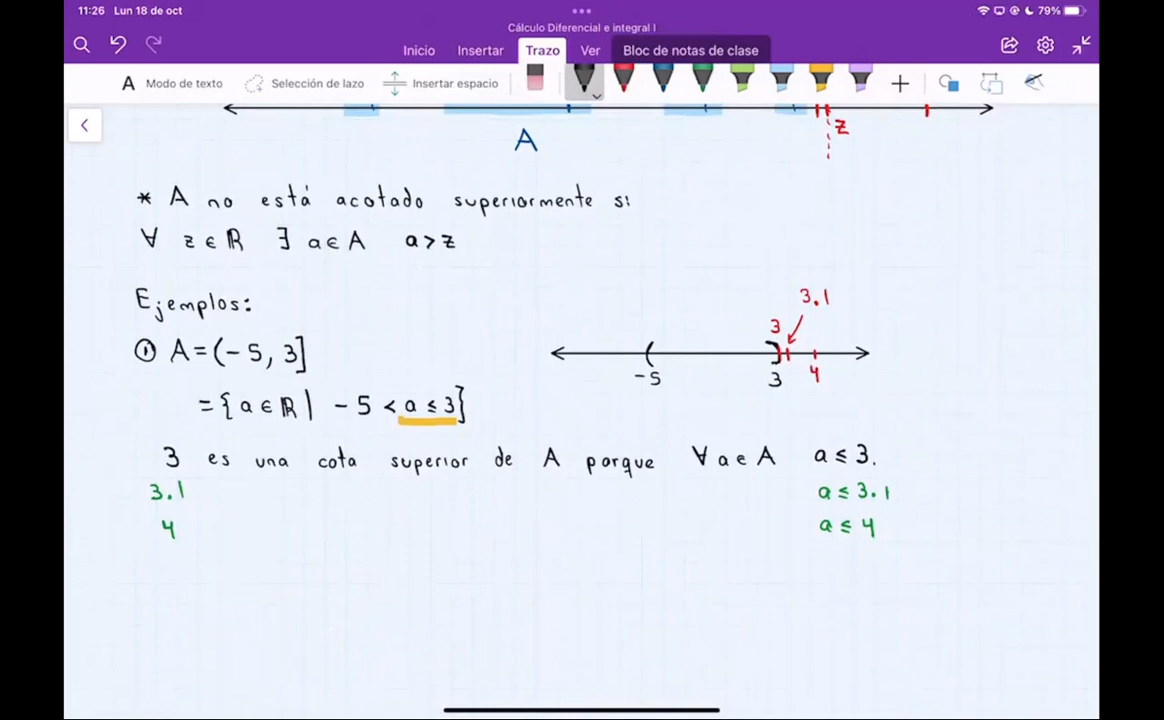 11:26 Lun 18 de oct
79%
Cálculo Diferencial e integral I
Inicio Insertar Trazo Ver Bloc de notas de clase
A Modo de texto Selección de lazo Insertar espacio
z
A
* A no está acotado superiormente si
∀ z ∈ ℝ ∃ a ∈ A a > z
Ejemplos:
① A = (-5, 3]
= {a ∈ ℝ | -5 < a ≤ 3}
3.1
3
-5 3 4
3 es una cota superior de A porque ∀ a ∈ A a ≤ 3.
3.1 a ≤ 3.1
4 a ≤ 4